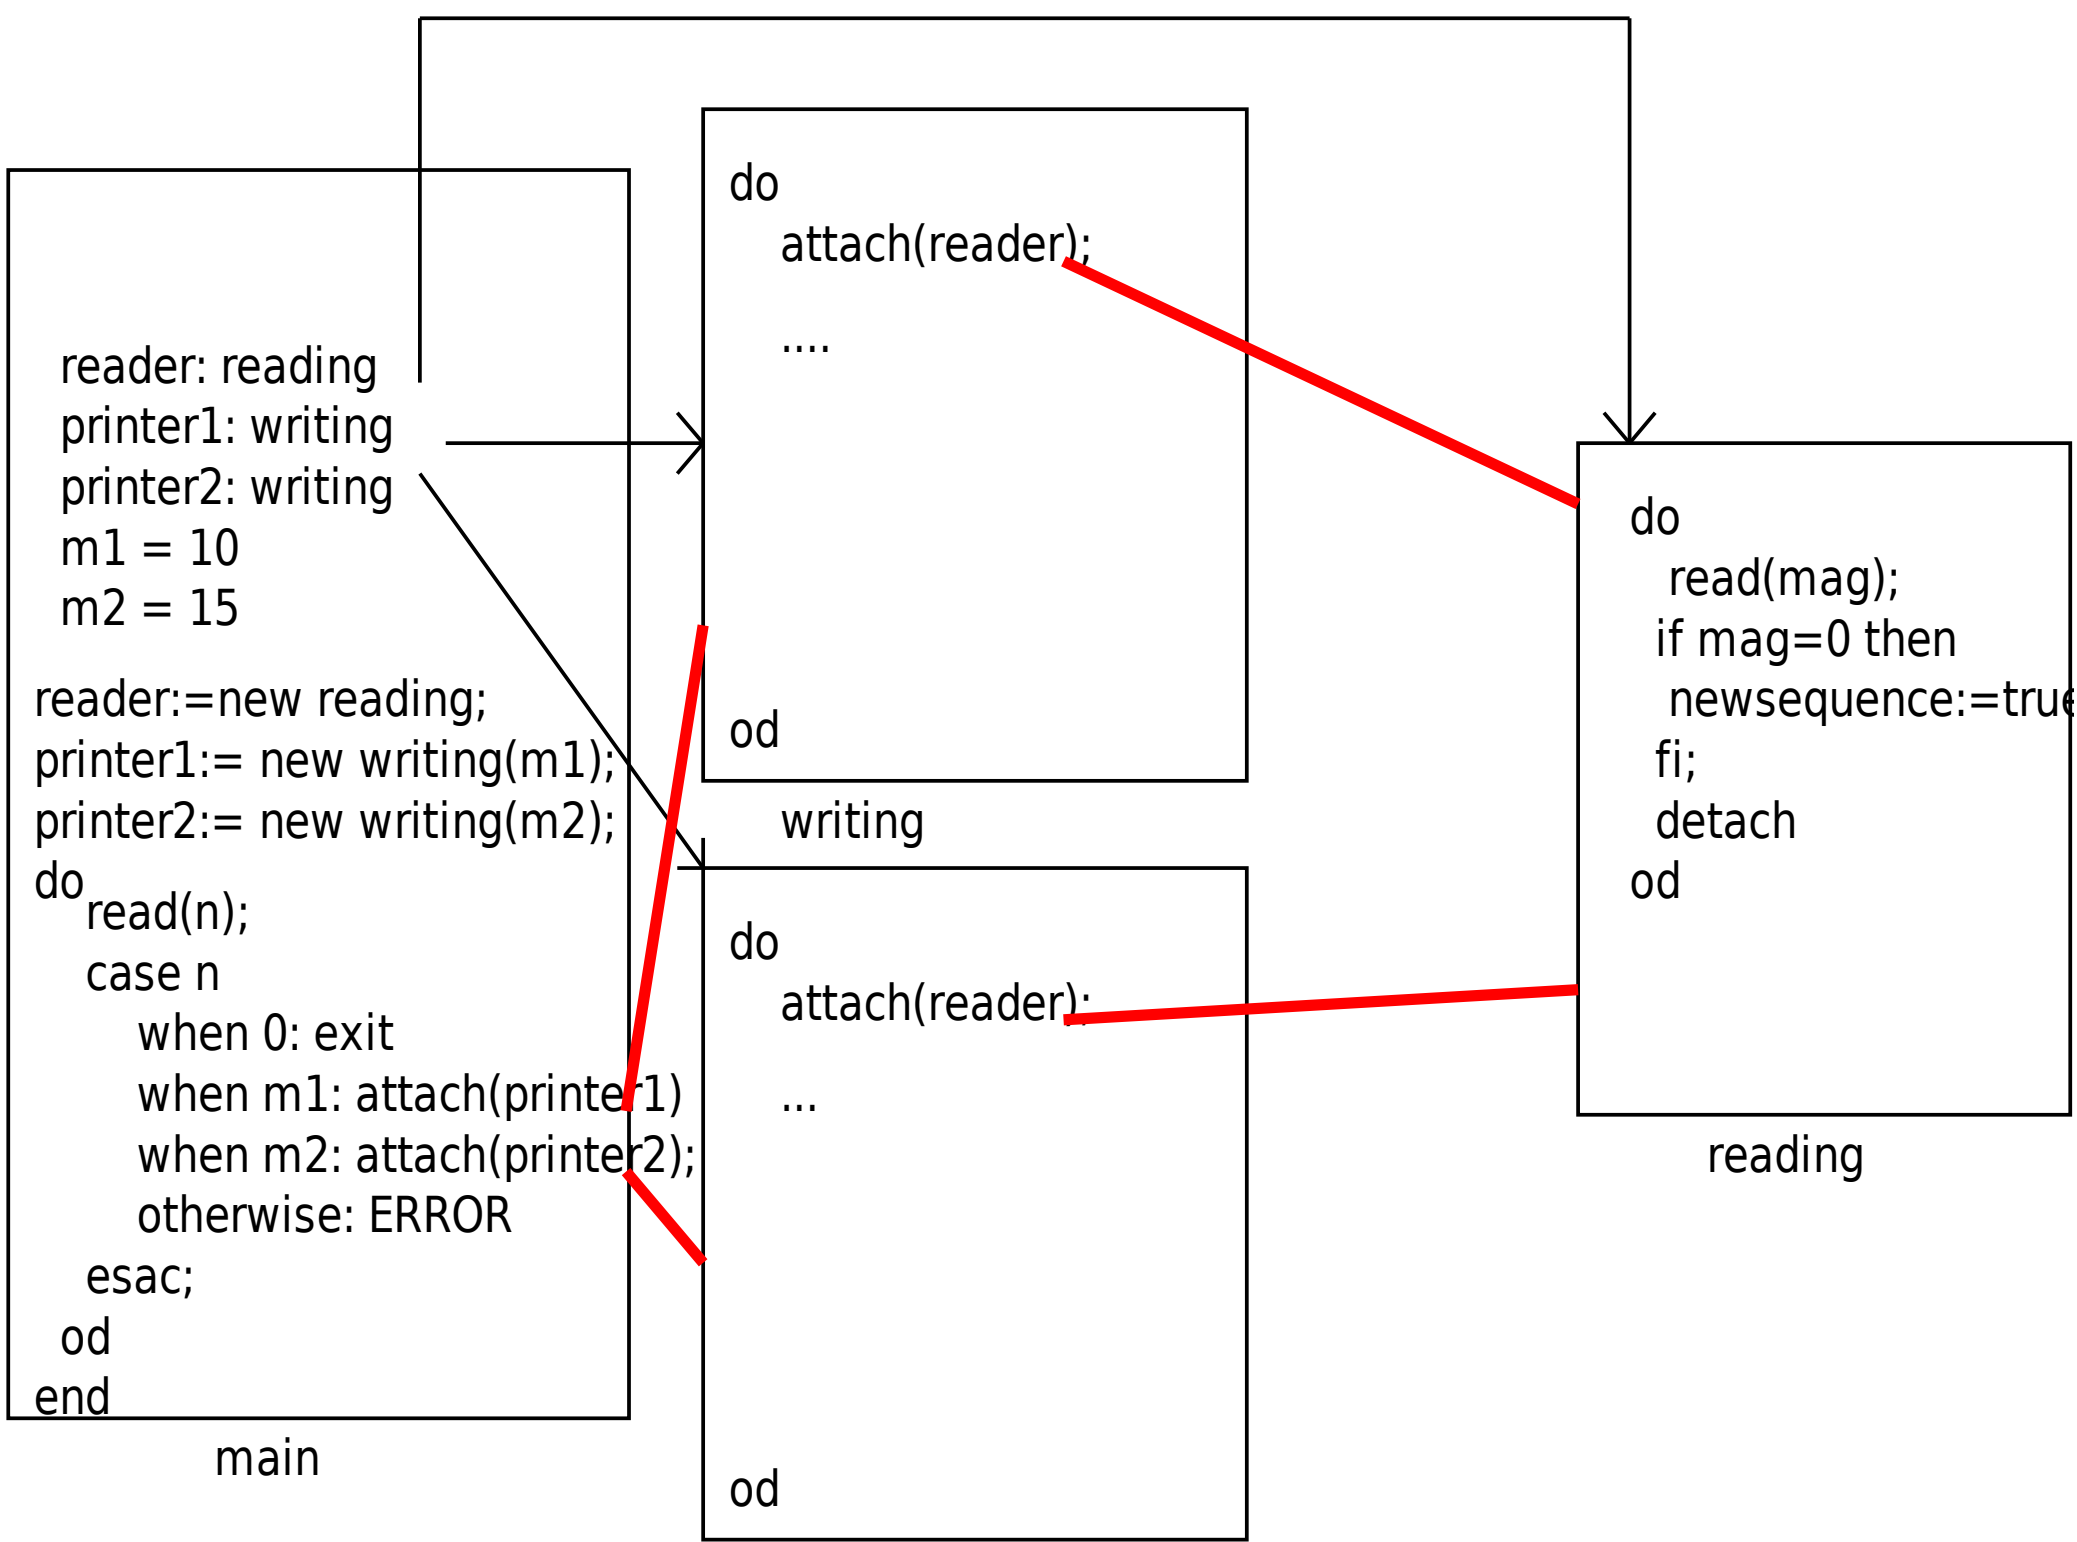 reader: reading
printer1: writing
printer2: writing
m1 = 10
m2 = 15
reader:=new reading;
printer1:= new writing(m1);
printer2:= new writing(m2);
do
read(n);
case n
when 0: exit
when m1: attach(printer1)
when m2: attach(printer2);
otherwise: ERROR
esac;
od
end
main
do
attach(reader);
....
od
writing
do
attach(reader);
...
od
do
read(mag);
if mag=0 then
newsequence:=true
fi;
detach
od
reading